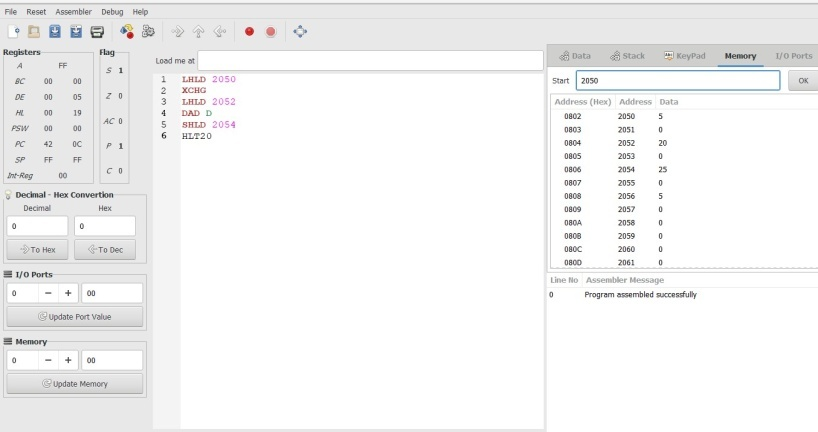 File Reset Assembler Debug Help
Registers
A FF
BC 00 00
DE 00 05
HL 00 19
PSW 00 00
PC 42 0C
SP FF FF
Int-Reg 00
Flag
S 1
Z 0
AC 0
P 1
C 0
Decimal - Hex Convertion
Decimal Hex
0 0
To Hex To Dec
I/O Ports
0 − + 00
Update Port Value
Memory
0 − + 00
Update Memory
Load me at
1 LHLD 2050
2 XCHG
3 LHLD 2052
4 DAD D
5 SHLD 2054
6 HLT20
Data Stack KeyPad Memory I/O Ports
Start 2050 OK
Address (Hex) Address Data
0802 2050 5
0803 2051 0
0804 2052 20
0805 2053 0
0806 2054 25
0807 2055 0
0808 2056 5
0809 2057 0
080A 2058 0
080B 2059 0
080C 2060 0
080D 2061 0
Line No Assembler Message
0 Program assembled successfully